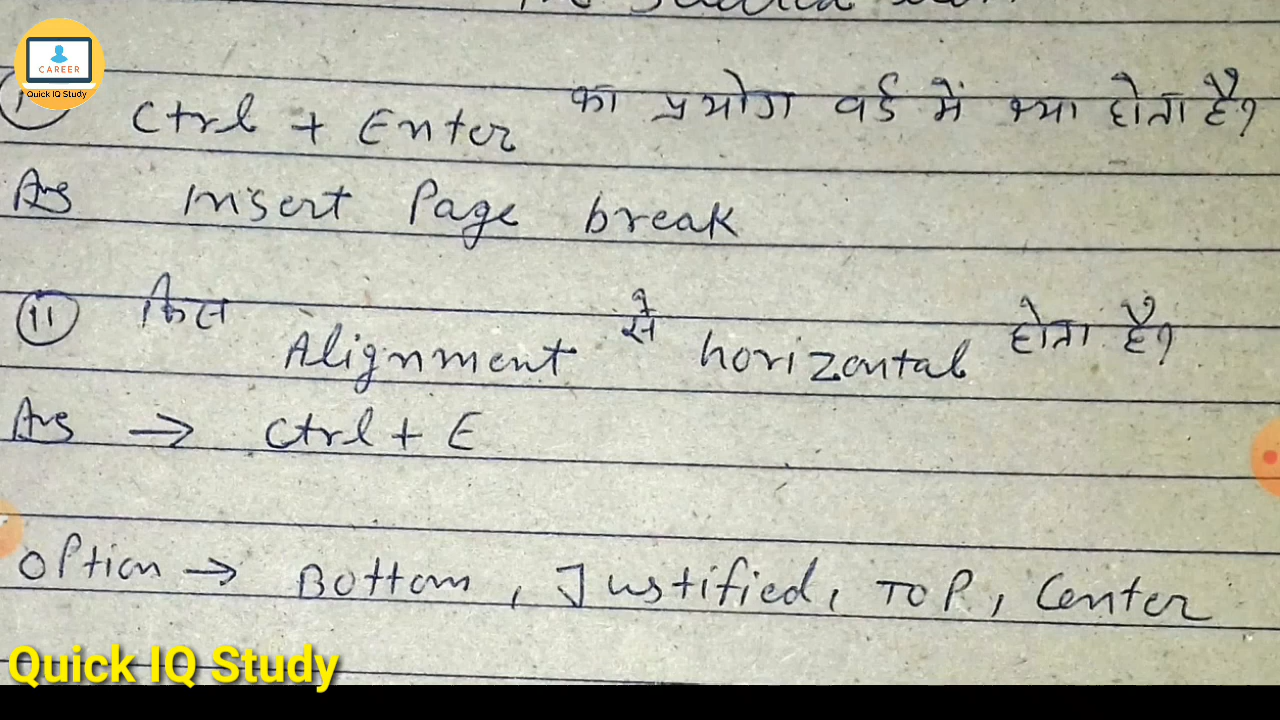 CAREER
Quick IQ Study
Ctrl + Enter का प्रयोग वर्ड में क्या होता है?
Ans Insert Page break
11 किस Alignment से horizontal होता है?
Ans → Ctrl + E
Option → Bottom, Justified, TOP, Center
Quick IQ Study